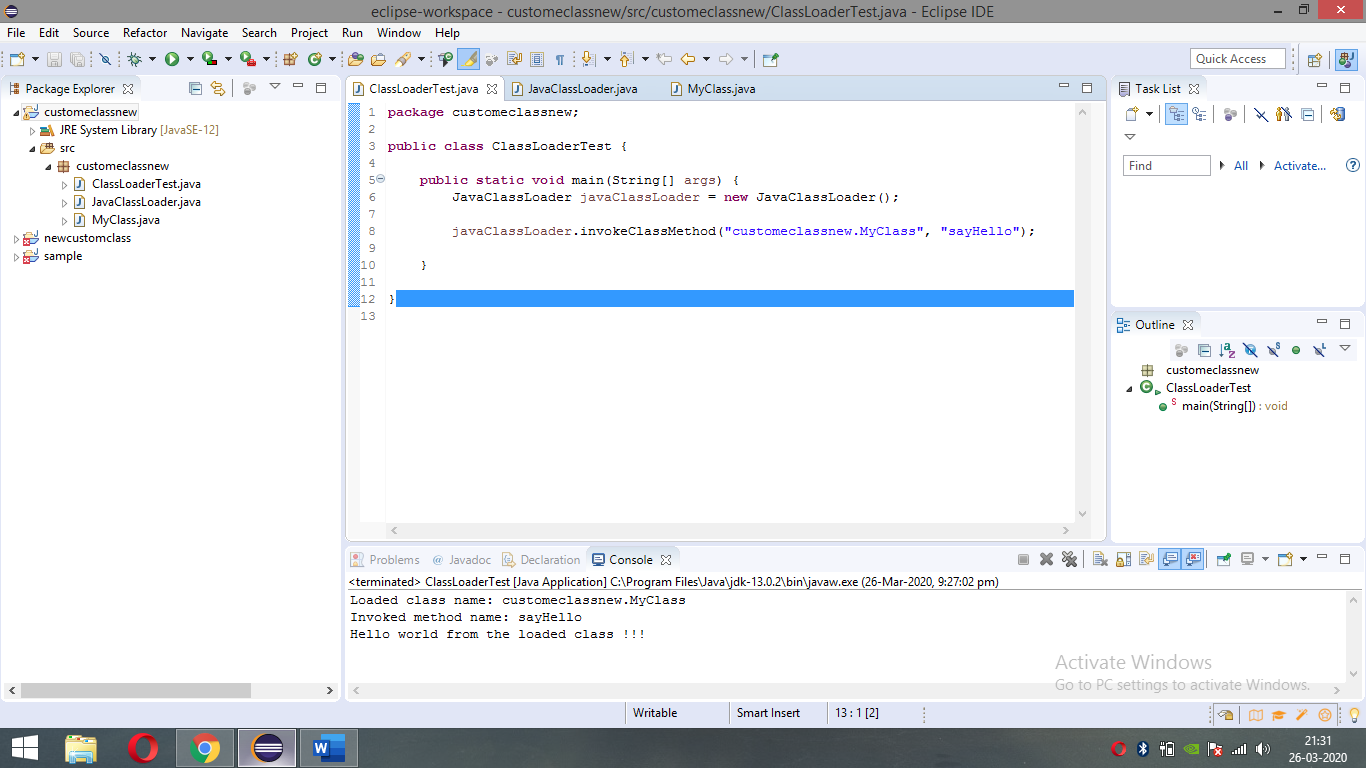 eclipse-workspace - customeclassnew/src/customeclassnew/ClassLoaderTest.java - Eclipse IDE
File Edit Source Refactor Navigate Search Project Run Window Help
Quick Access
Package Explorer
customeclassnew
JRE System Library [JavaSE-12]
src
customeclassnew
ClassLoaderTest.java
JavaClassLoader.java
MyClass.java
newcustomclass
sample
ClassLoaderTest.java JavaClassLoader.java MyClass.java
1 package customeclassnew;
2
3 public class ClassLoaderTest {
4
5 public static void main(String[] args) {
6 JavaClassLoader javaClassLoader = new JavaClassLoader();
7
8 javaClassLoader.invokeClassMethod("customeclassnew.MyClass", "sayHello");
9
10 }
11
12 }
13
Task List
Find All Activate...
Outline
customeclassnew
ClassLoaderTest
main(String[]) : void
Problems Javadoc Declaration Console
<terminated> ClassLoaderTest [Java Application] C:\Program Files\Java\jdk-13.0.2\bin\javaw.exe (26-Mar-2020, 9:27:02 pm)
Loaded class name: customeclassnew.MyClass
Invoked method name: sayHello
Hello world from the loaded class !!!
Activate Windows
Go to PC settings to activate Windows.
Writable Smart Insert 13 : 1 [2]
21:31
26-03-2020